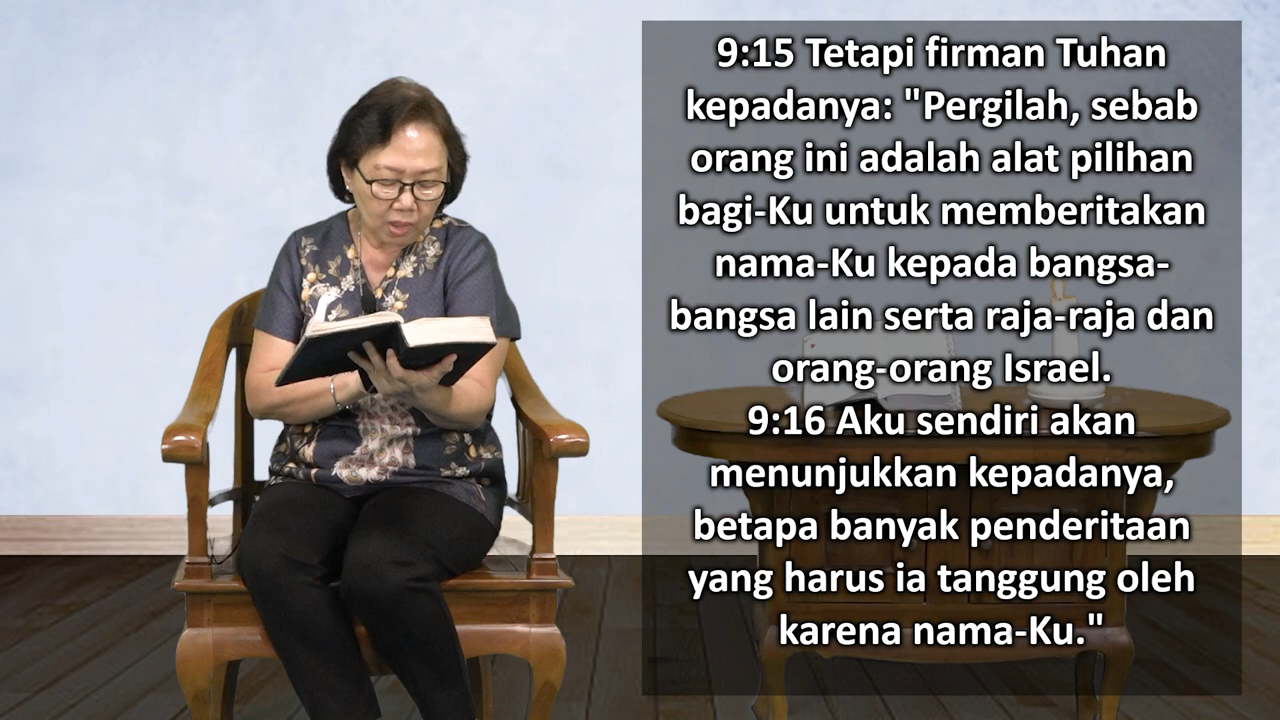 9:15 Tetapi firman Tuhan
kepadanya: "Pergilah, sebab
orang ini adalah alat pilihan
bagi-Ku untuk memberitakan
nama-Ku kepada bangsa-
bangsa lain serta raja-raja dan
orang-orang Israel.
9:16 Aku sendiri akan
menunjukkan kepadanya,
betapa banyak penderitaan
yang harus ia tanggung oleh
karena nama-Ku."